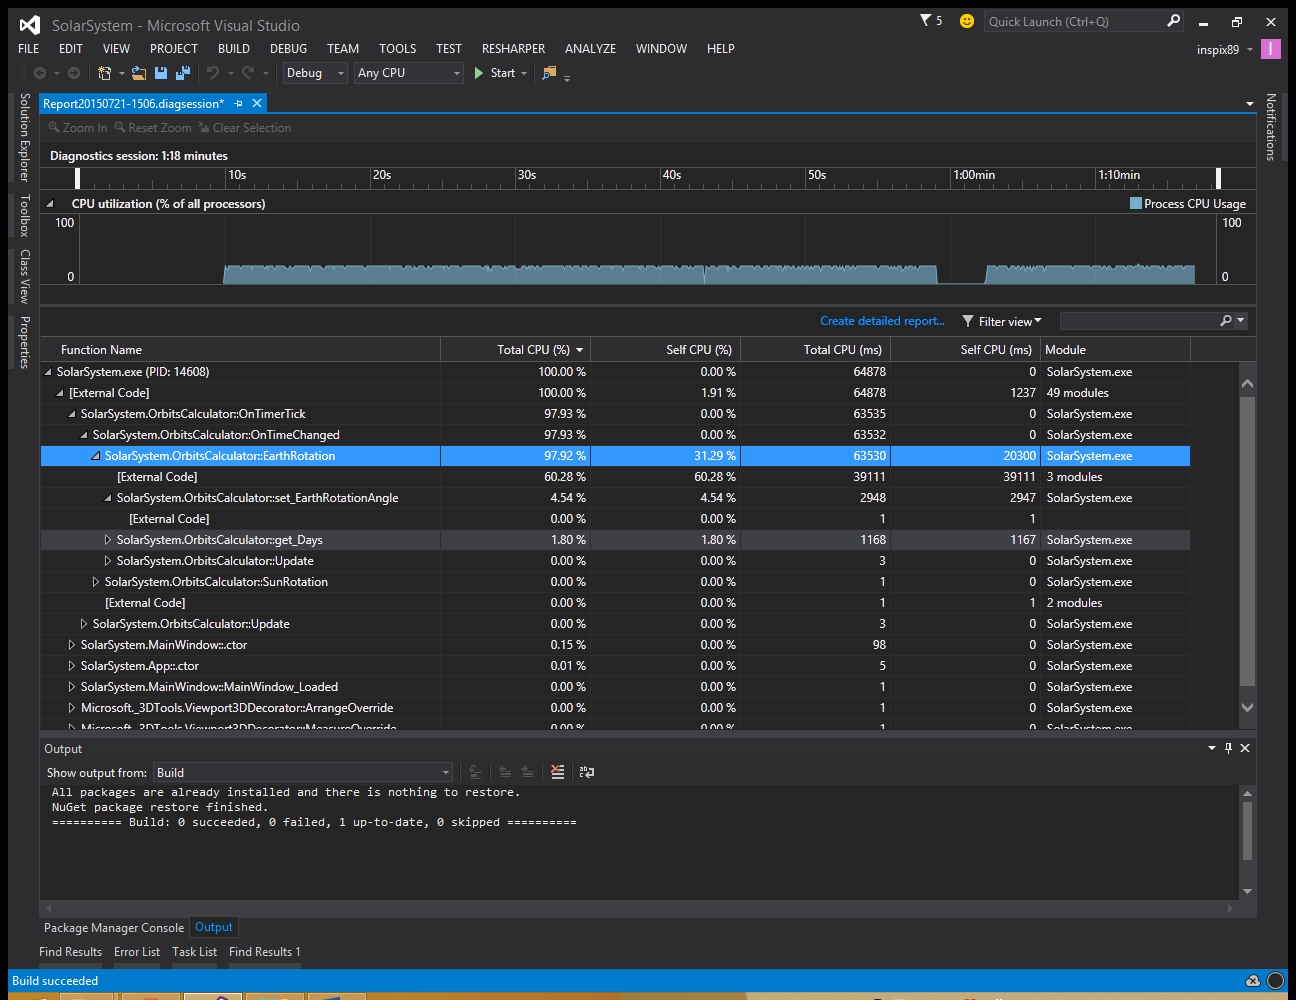 SolarSystem - Microsoft Visual Studio
5
Quick Launch (Ctrl+Q)
FILE EDIT VIEW PROJECT BUILD DEBUG TEAM TOOLS TEST RESHARPER ANALYZE WINDOW HELP
inspix89
I
Debug Any CPU Start
Solution Explorer
Toolbox
Class View
Properties
Notifications
Report20150721-1506.diagsession*
Zoom In Reset Zoom Clear Selection
Diagnostics session: 1:18 minutes
10s 20s 30s 40s 50s 1:00min 1:10min
CPU utilization (% of all processors)
Process CPU Usage
100 100
0 0
Create detailed report... Filter view
Function Name Total CPU (%) Self CPU (%) Total CPU (ms) Self CPU (ms) Module
SolarSystem.exe (PID: 14608) 100.00 % 0.00 % 64878 0 SolarSystem.exe
[External Code] 100.00 % 1.91 % 64878 1237 49 modules
SolarSystem.OrbitsCalculator::OnTimerTick 97.93 % 0.00 % 63535 0 SolarSystem.exe
SolarSystem.OrbitsCalculator::OnTimeChanged 97.93 % 0.00 % 63532 0 SolarSystem.exe
SolarSystem.OrbitsCalculator::EarthRotation 97.92 % 31.29 % 63530 20300 SolarSystem.exe
[External Code] 60.28 % 60.28 % 39111 39111 3 modules
SolarSystem.OrbitsCalculator::set_EarthRotationAngle 4.54 % 4.54 % 2948 2947 SolarSystem.exe
[External Code] 0.00 % 0.00 % 1 1
SolarSystem.OrbitsCalculator::get_Days 1.80 % 1.80 % 1168 1167 SolarSystem.exe
SolarSystem.OrbitsCalculator::Update 0.00 % 0.00 % 3 0 SolarSystem.exe
SolarSystem.OrbitsCalculator::SunRotation 0.00 % 0.00 % 1 0 SolarSystem.exe
[External Code] 0.00 % 0.00 % 1 1 2 modules
SolarSystem.OrbitsCalculator::Update 0.00 % 0.00 % 3 0 SolarSystem.exe
SolarSystem.MainWindow::.ctor 0.15 % 0.00 % 98 0 SolarSystem.exe
SolarSystem.App::.ctor 0.01 % 0.00 % 5 0 SolarSystem.exe
SolarSystem.MainWindow::MainWindow_Loaded 0.00 % 0.00 % 1 0 SolarSystem.exe
Microsoft._3DTools.Viewport3DDecorator::ArrangeOverride 0.00 % 0.00 % 1 0 SolarSystem.exe
Microsoft._3DTools.Viewport3DDecorator::MeasureOverride 0.00 % 0.00 % 1 0 SolarSystem.exe
Output
Show output from: Build
All packages are already installed and there is nothing to restore.
NuGet package restore finished.
========== Build: 0 succeeded, 0 failed, 1 up-to-date, 0 skipped ==========
Package Manager Console Output
Find Results Error List Task List Find Results 1
Build succeeded